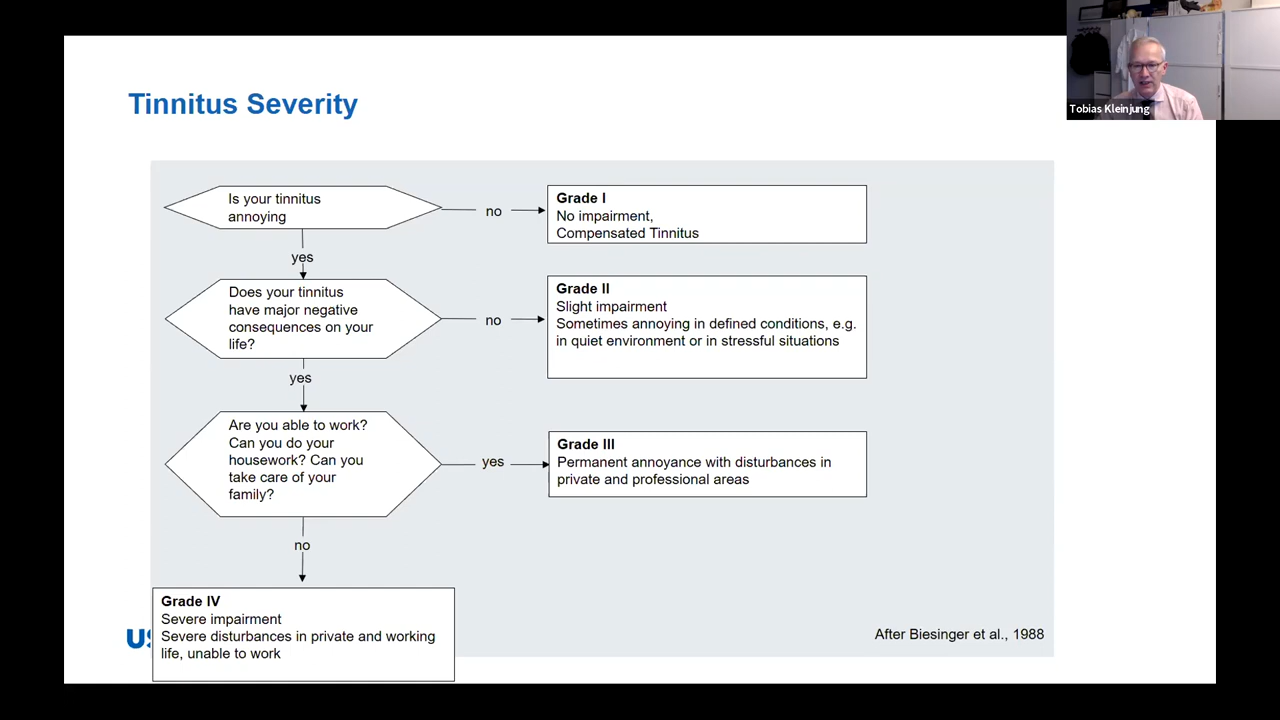 Tobias Kleinjung
Tinnitus Severity
Is your tinnitus
annoying
no
Grade I
No impairment,
Compensated Tinnitus
yes
Does your tinnitus
have major negative
consequences on your
life?
no
Grade II
Slight impairment
Sometimes annoying in defined conditions, e.g.
in quiet environment or in stressful situations
yes
Are you able to work?
Can you do your
housework? Can you
take care of your
family?
yes
Grade III
Permanent annoyance with disturbances in
private and professional areas
no
Grade IV
Severe impairment
Severe disturbances in private and working
life, unable to work
After Biesinger et al., 1988